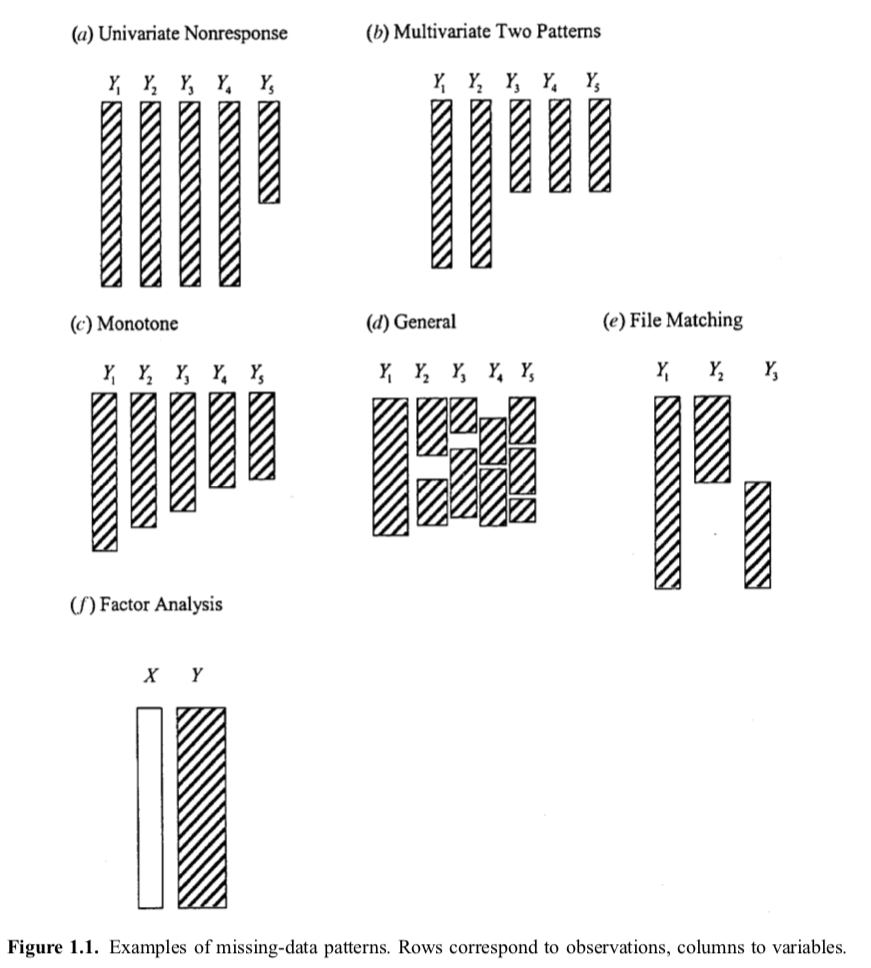 (a) Univariate Nonresponse
(b) Multivariate Two Patterns
Y₁ Y₂ Y₃ Y₄ Y₅
Y₁ Y₂ Y₃ Y₄ Y₅
(c) Monotone
(d) General
(e) File Matching
Y₁ Y₂ Y₃ Y₄ Y₅
Y₁ Y₂ Y₃ Y₄ Y₅
Y₁ Y₂ Y₃
(f) Factor Analysis
X Y
Figure 1.1. Examples of missing-data patterns. Rows correspond to observations, columns to variables.